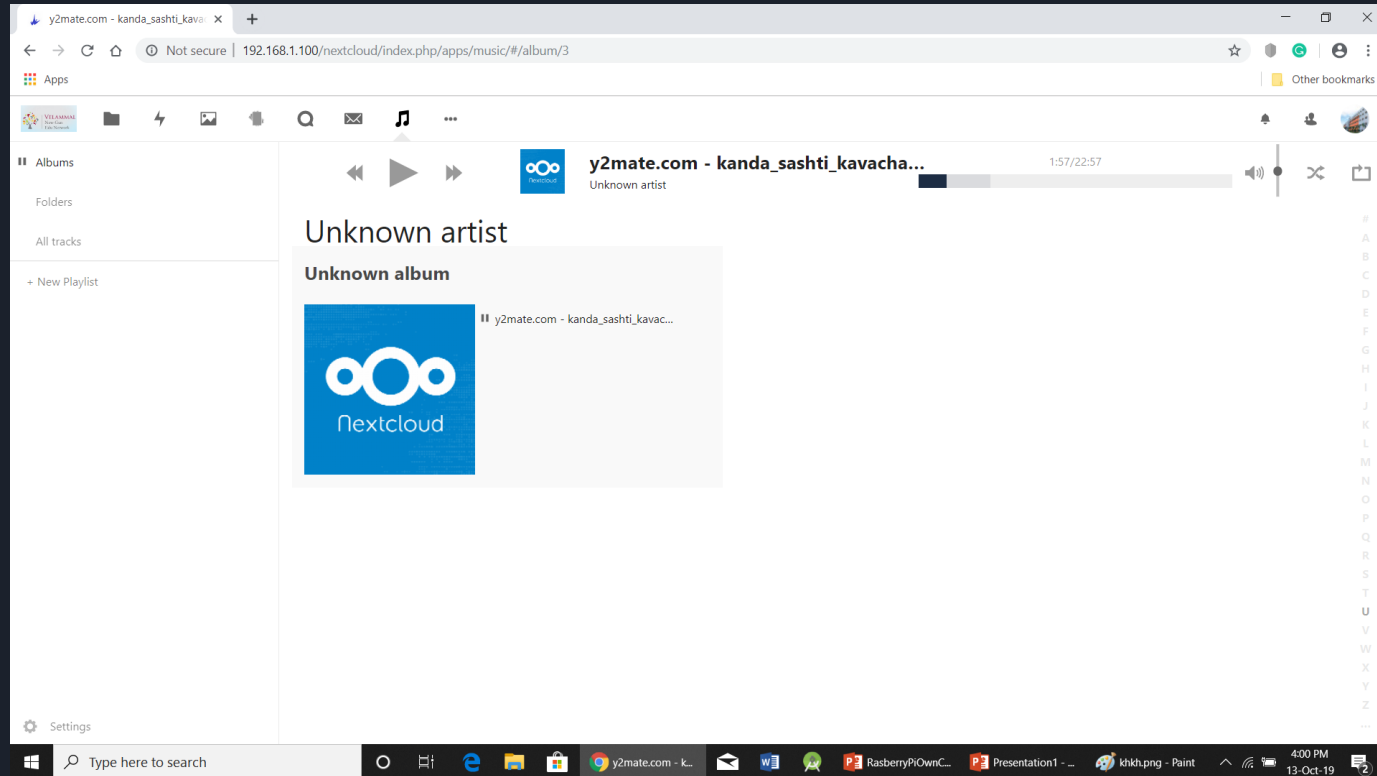 y2mate.com - kanda_sashti_kava
Not secure
192.168.1.100/nextcloud/index.php/apps/music/#/album/3
Apps
Other bookmarks
VELAMMAL
Albums
Folders
All tracks
+ New Playlist
y2mate.com - kanda_sashti_kavacha...
Unknown artist
1:57/22:57
Unknown artist
Unknown album
Nextcloud
y2mate.com - kanda_sashti_kavac...
Nextcloud
#
A
B
C
D
E
F
G
H
I
J
K
L
M
N
O
P
Q
R
S
T
U
V
W
X
Y
Z
...
Settings
Type here to search
y2mate.com - k...
RasberryPiOwnC...
Presentation1 - ...
khkh.png - Paint
4:00 PM
13-Oct-19
2